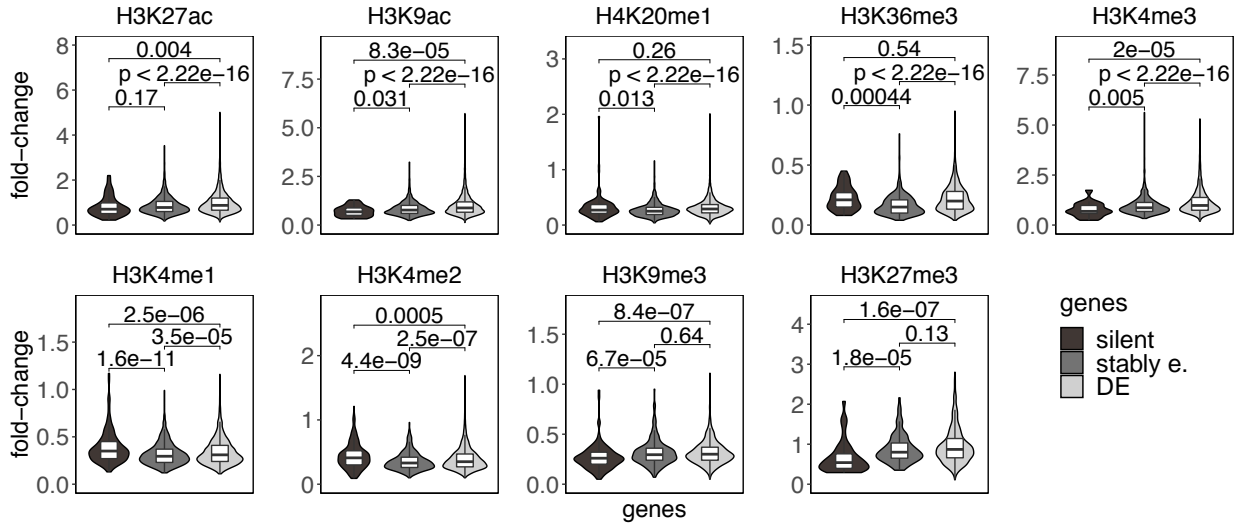 H3K27ac
H3K9ac
H4K20me1
H3K36me3
H3K4me3
fold−change
8
6
4
2
0
0.004
p < 2.22e−16
0.17
7.5
5.0
2.5
0.0
8.3e−05
p < 2.22e−16
0.031
3
2
1
0
0.26
p < 2.22e−16
0.013
1.5
1.0
0.5
0.0
0.54
p < 2.22e−16
0.00044
7.5
5.0
2.5
0.0
2e−05
p < 2.22e−16
0.005
H3K4me1
H3K4me2
H3K9me3
H3K27me3
fold−change
1.5
1.0
0.5
0.0
2.5e−06
3.5e−05
1.6e−11
2
1
0
0.0005
2.5e−07
4.4e−09
1.5
1.0
0.5
0.0
8.4e−07
0.64
6.7e−05
4
3
2
1
0
1.6e−07
0.13
1.8e−05
genes
silent
stably e.
DE
genes